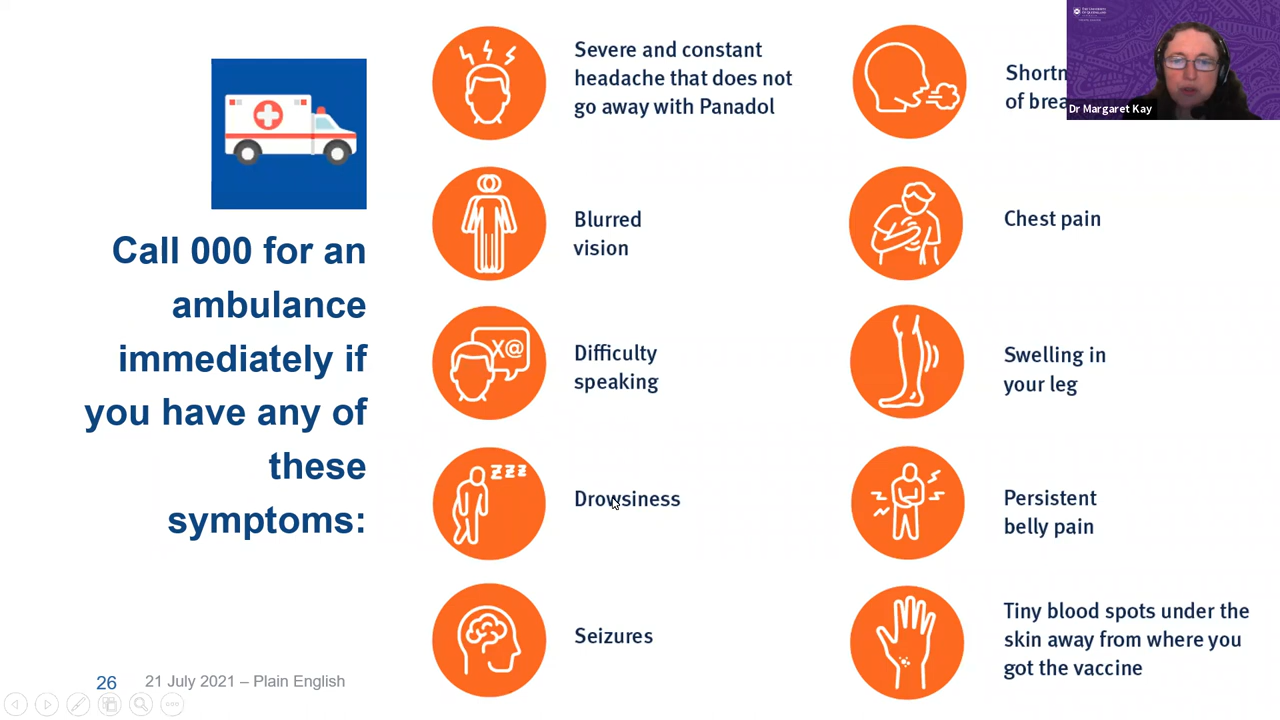 Call 000 for an
ambulance
immediately if
you have any of
these
symptoms:
Severe and constant
headache that does not
go away with Panadol
Blurred
vision
X@
Difficulty
speaking
ZZZ
Drowsiness
Seizures
of
Chest pain
Swelling in
your leg
Persistent
belly pain
Tiny blood spots under the
skin away from where you
got the vaccine
Dr Margaret Kay
26
21 July 2021 – Plain English